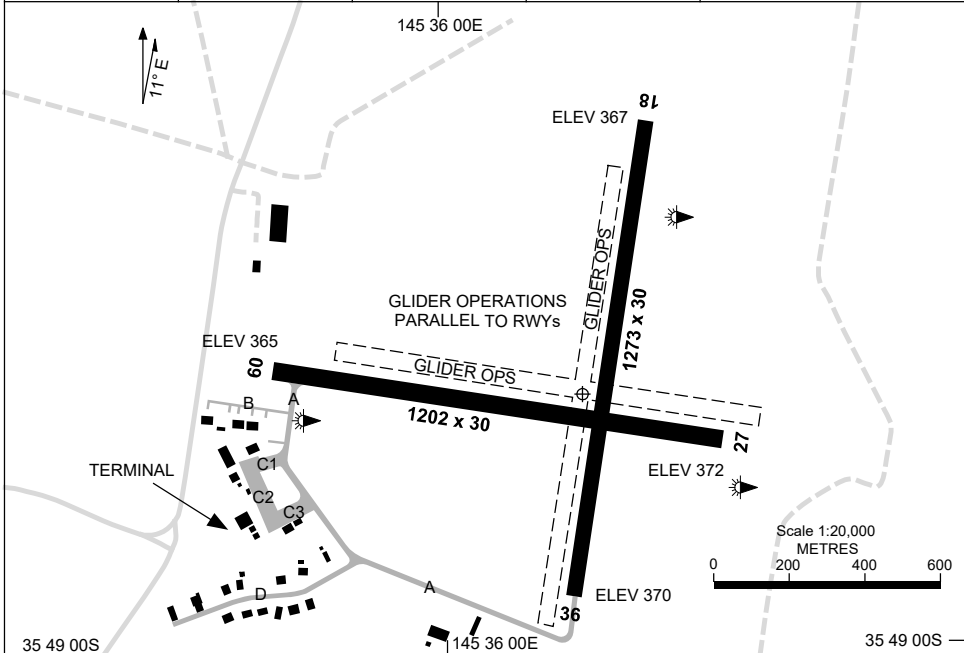 145 36 00E
11° E
18
ELEV 367
GLIDER OPS
GLIDER OPERATIONS
PARALLEL TO RWYs
1273 x 30
ELEV 365
09
GLIDER OPS
B
A
1202 x 30
27
ELEV 372
TERMINAL
C1
C2
C3
Scale 1:20,000
METRES
0 200 400 600
A
D
ELEV 370
36
35 49 00S
145 36 00E
35 49 00S